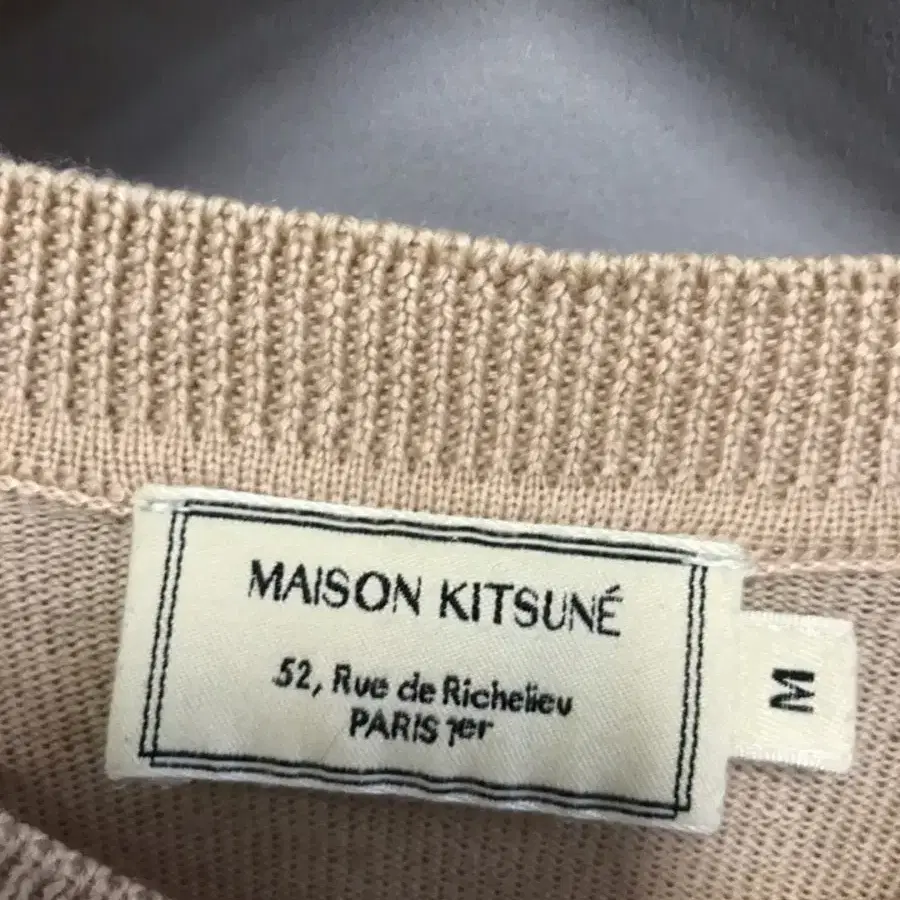 MAISON KITSUNÉ
52, Rue de Richelieu
PARIS 1er
M